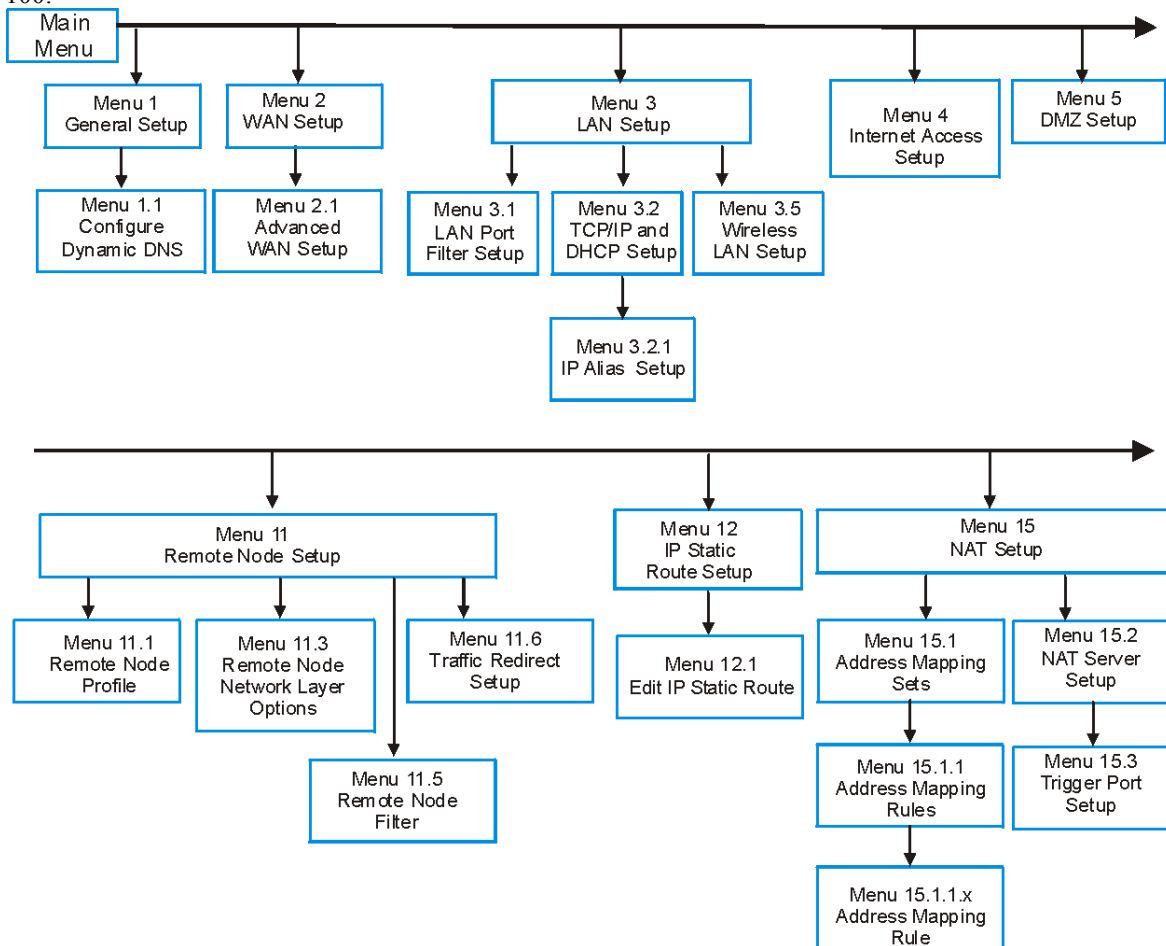 100.
Main
Menu
Menu 1
General Setup
Menu 2
WAN Setup
Menu 3
LAN Setup
Menu 4
Internet Access
Setup
Menu 5
DMZ Setup
Menu 1.1
Configure
Dynamic DNS
Menu 2.1
Advanced
WAN Setup
Menu 3.1
LAN Port
Filter Setup
Menu 3.2
TCP/IP and
DHCP Setup
Menu 3.5
Wireless
LAN Setup
Menu 3.2.1
IP Alias Setup
Menu 11
Remote Node Setup
Menu 12
IP Static
Route Setup
Menu 15
NAT Setup
Menu 11.1
Remote Node
Profile
Menu 11.3
Remote Node
Network Layer
Options
Menu 11.6
Traffic Redirect
Setup
Menu 12.1
Edit IP Static Route
Menu 15.1
Address Mapping
Sets
Menu 15.2
NAT Server
Setup
Menu 11.5
Remote Node
Filter
Menu 15.1.1
Address Mapping
Rules
Menu 15.3
Trigger Port
Setup
Menu 15.1.1.x
Address Mapping
Rule